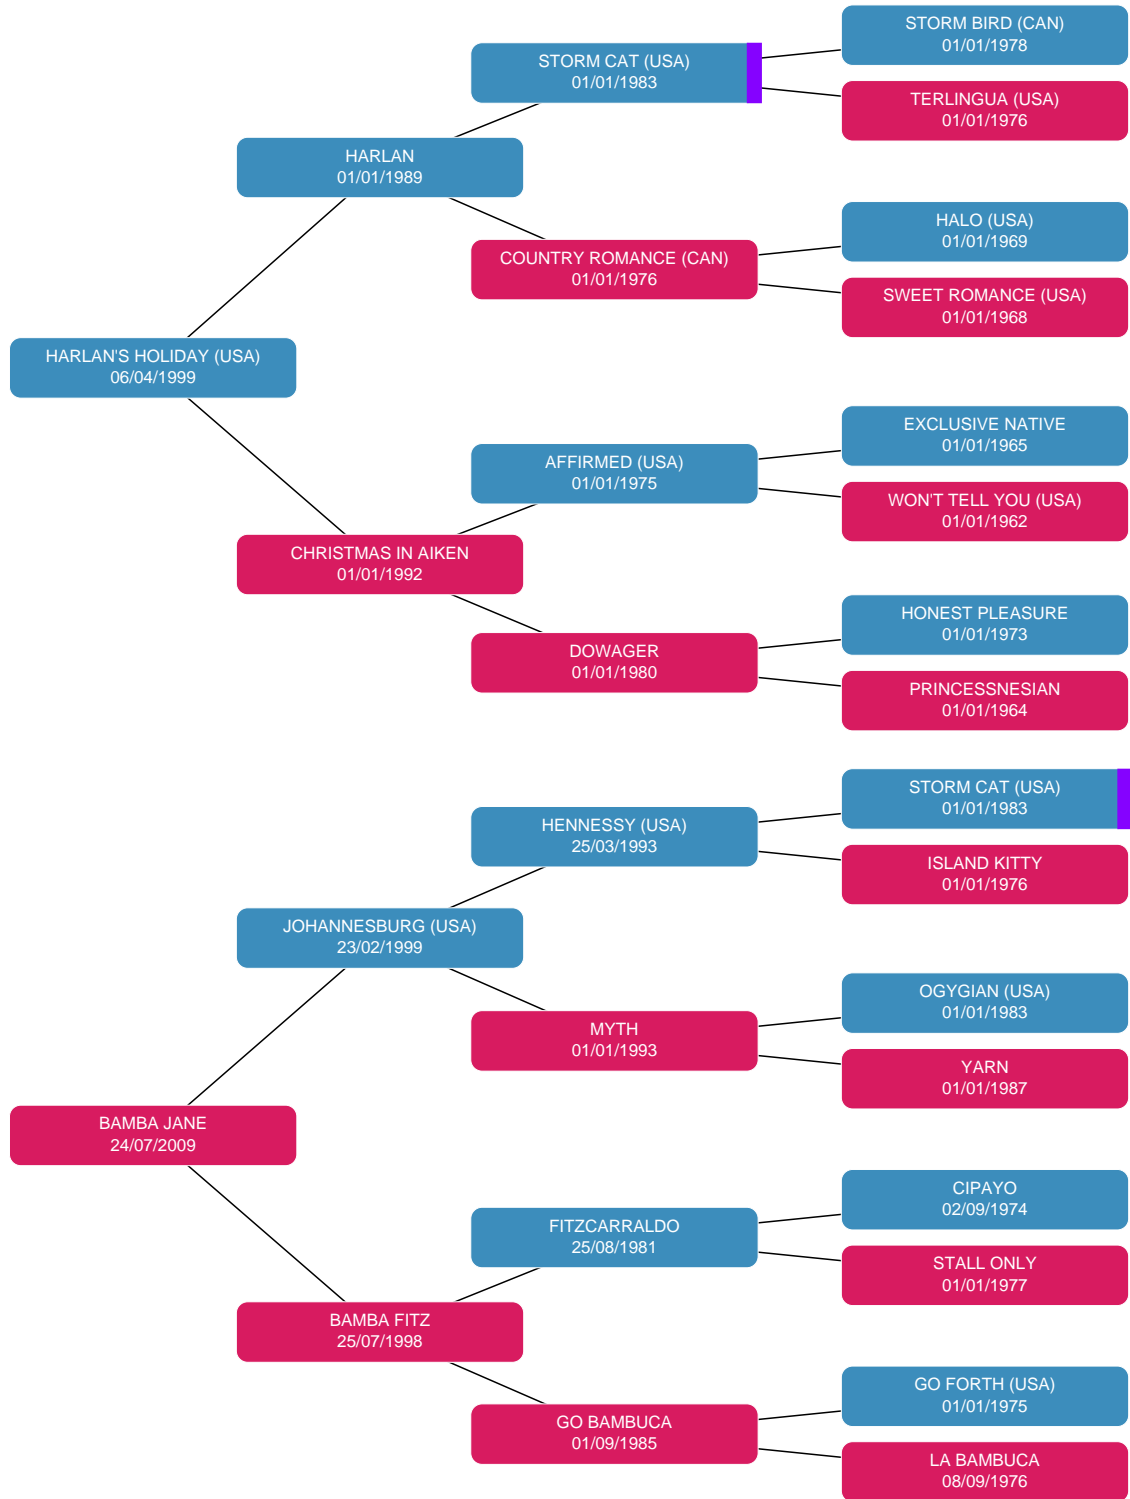 STORM BIRD (CAN)
01/01/1978
STORM CAT (USA)
01/01/1983
TERLINGUA (USA)
01/01/1976
HARLAN
01/01/1989
HALO (USA)
01/01/1969
COUNTRY ROMANCE (CAN)
01/01/1976
SWEET ROMANCE (USA)
01/01/1968
HARLAN'S HOLIDAY (USA)
06/04/1999
EXCLUSIVE NATIVE
01/01/1965
AFFIRMED (USA)
01/01/1975
WON'T TELL YOU (USA)
01/01/1962
CHRISTMAS IN AIKEN
01/01/1992
HONEST PLEASURE
01/01/1973
DOWAGER
01/01/1980
PRINCESSNESIAN
01/01/1964
STORM CAT (USA)
01/01/1983
HENNESSY (USA)
25/03/1993
ISLAND KITTY
01/01/1976
JOHANNESBURG (USA)
23/02/1999
OGYGIAN (USA)
01/01/1983
MYTH
01/01/1993
YARN
01/01/1987
BAMBA JANE
24/07/2009
CIPAYO
02/09/1974
FITZCARRALDO
25/08/1981
STALL ONLY
01/01/1977
BAMBA FITZ
25/07/1998
GO FORTH (USA)
01/01/1975
GO BAMBUCA
01/09/1985
LA BAMBUCA
08/09/1976